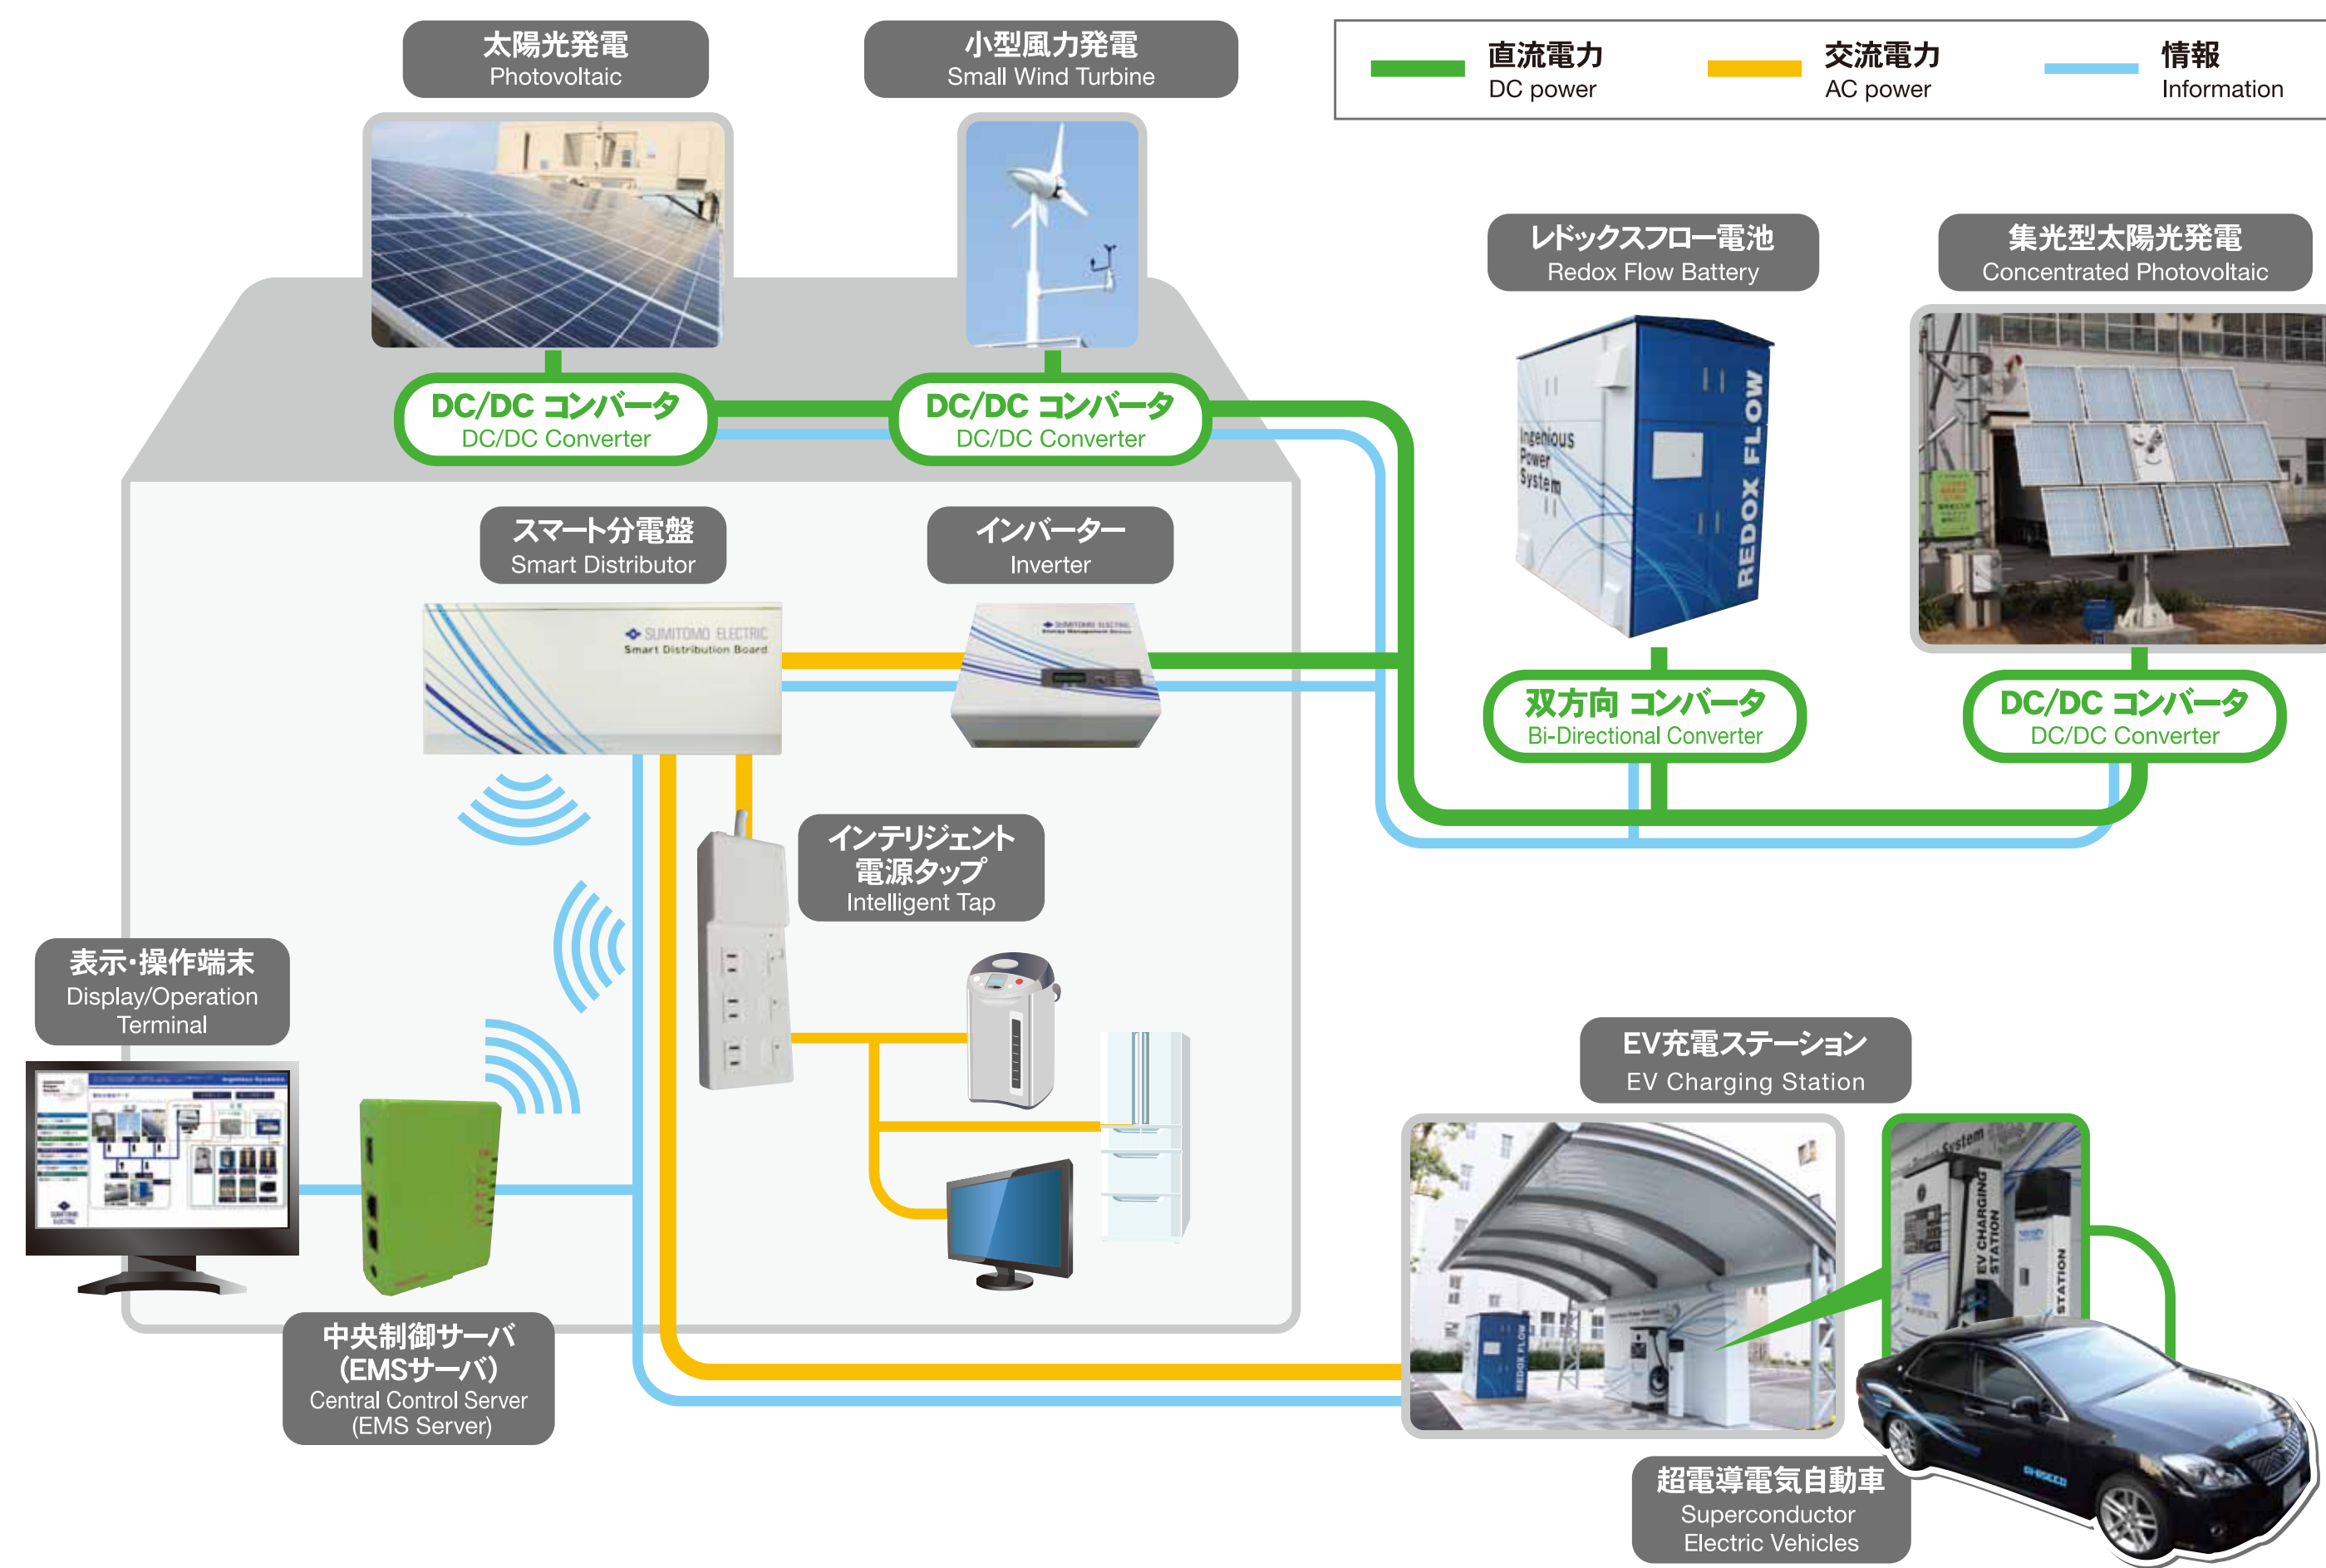 太陽光発電
Photovoltaic
小型風力発電
Small Wind Turbine
直流電力
DC power
交流電力
AC power
情報
Information
レドックスフロー電池
Redox Flow Battery
集光型太陽光発電
Concentrated Photovoltaic
DC/DC コンバータ
DC/DC Converter
DC/DC コンバータ
DC/DC Converter
Ingenious
Power
System
REDOX FLOW
スマート分電盤
Smart Distributor
インバーター
Inverter
SUMITOMO ELECTRIC
Smart Distribution Board
SUMITOMO ELECTRIC
Energy Management Device
双方向 コンバータ
Bi-Directional Converter
DC/DC コンバータ
DC/DC Converter
インテリジェント
電源タップ
Intelligent Tap
表示・操作端末
Display/Operation
Terminal
SUMITOMO
ELECTRIC
EV充電ステーション
EV Charging Station
System
EV CHARGING
STATION
STATION
REDOX FLOW
中央制御サーバ
(EMSサーバ)
Central Control Server
(EMS Server)
超電導電気自動車
Superconductor
Electric Vehicles